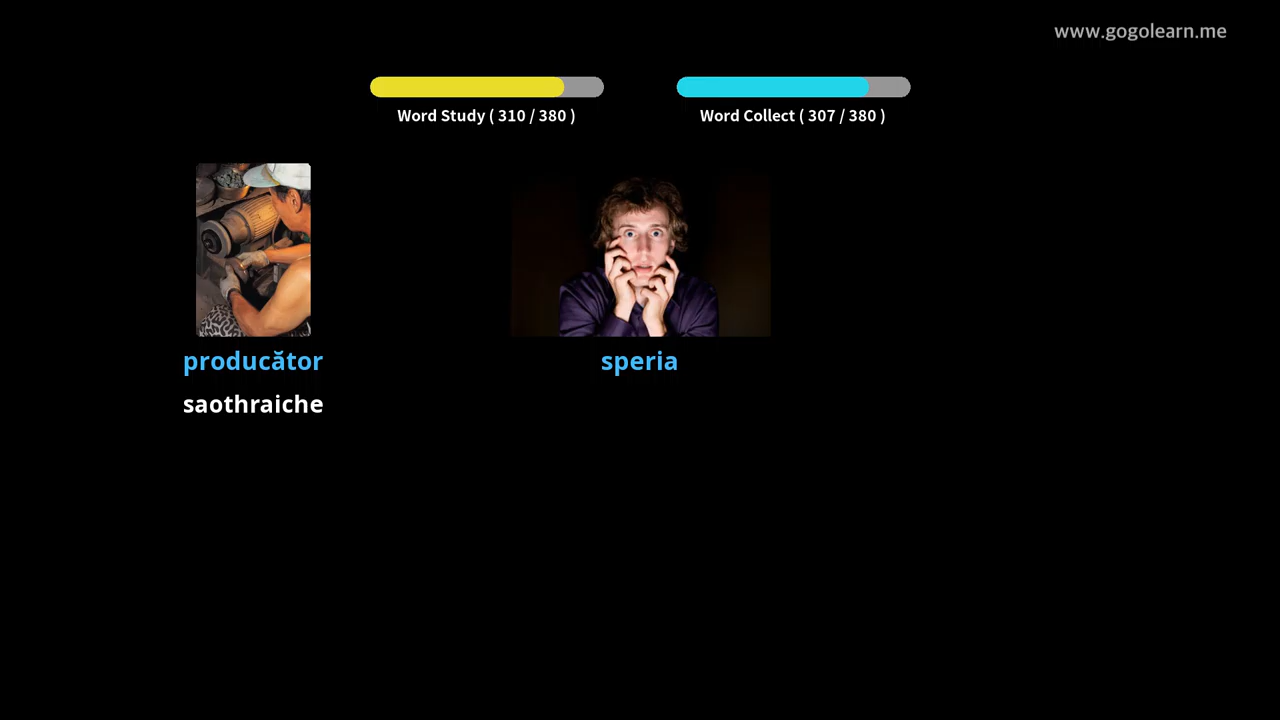 www.gogolearn.me
Word Study ( 310 / 380 )
Word Collect ( 307 / 380 )
producător
speria
saothraiche